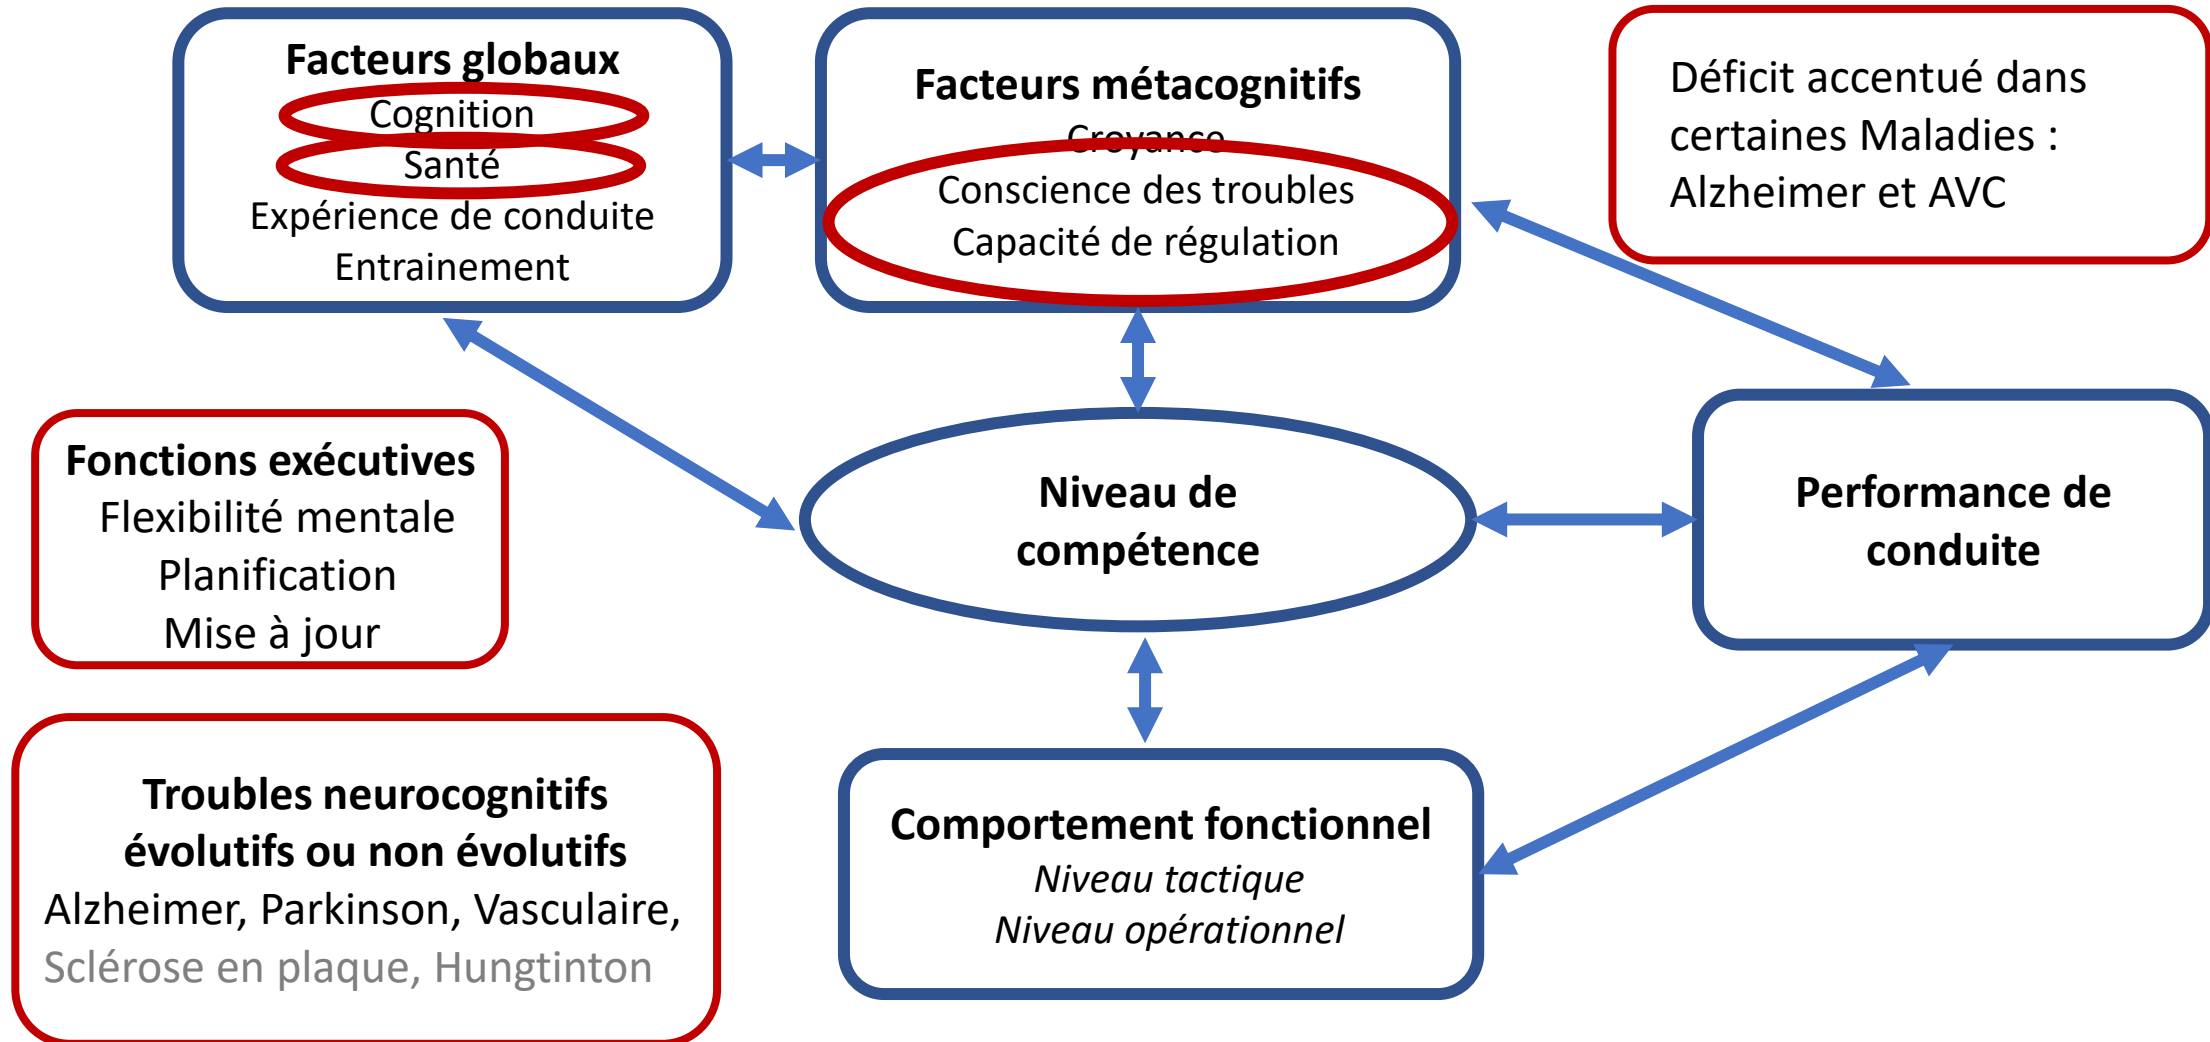 Facteurs globaux
Cognition
Santé
Expérience de conduite
Entrainement
Facteurs métacognitifs
Croyance
Conscience des troubles
Capacité de régulation
Déficit accentué dans
certaines Maladies :
Alzheimer et AVC
Fonctions exécutives
Flexibilité mentale
Planification
Mise à jour
Niveau de
compétence
Performance de
conduite
Troubles neurocognitifs
évolutifs ou non évolutifs
Alzheimer, Parkinson, Vasculaire,
Sclérose en plaque, Hungtinton
Comportement fonctionnel
Niveau tactique
Niveau opérationnel